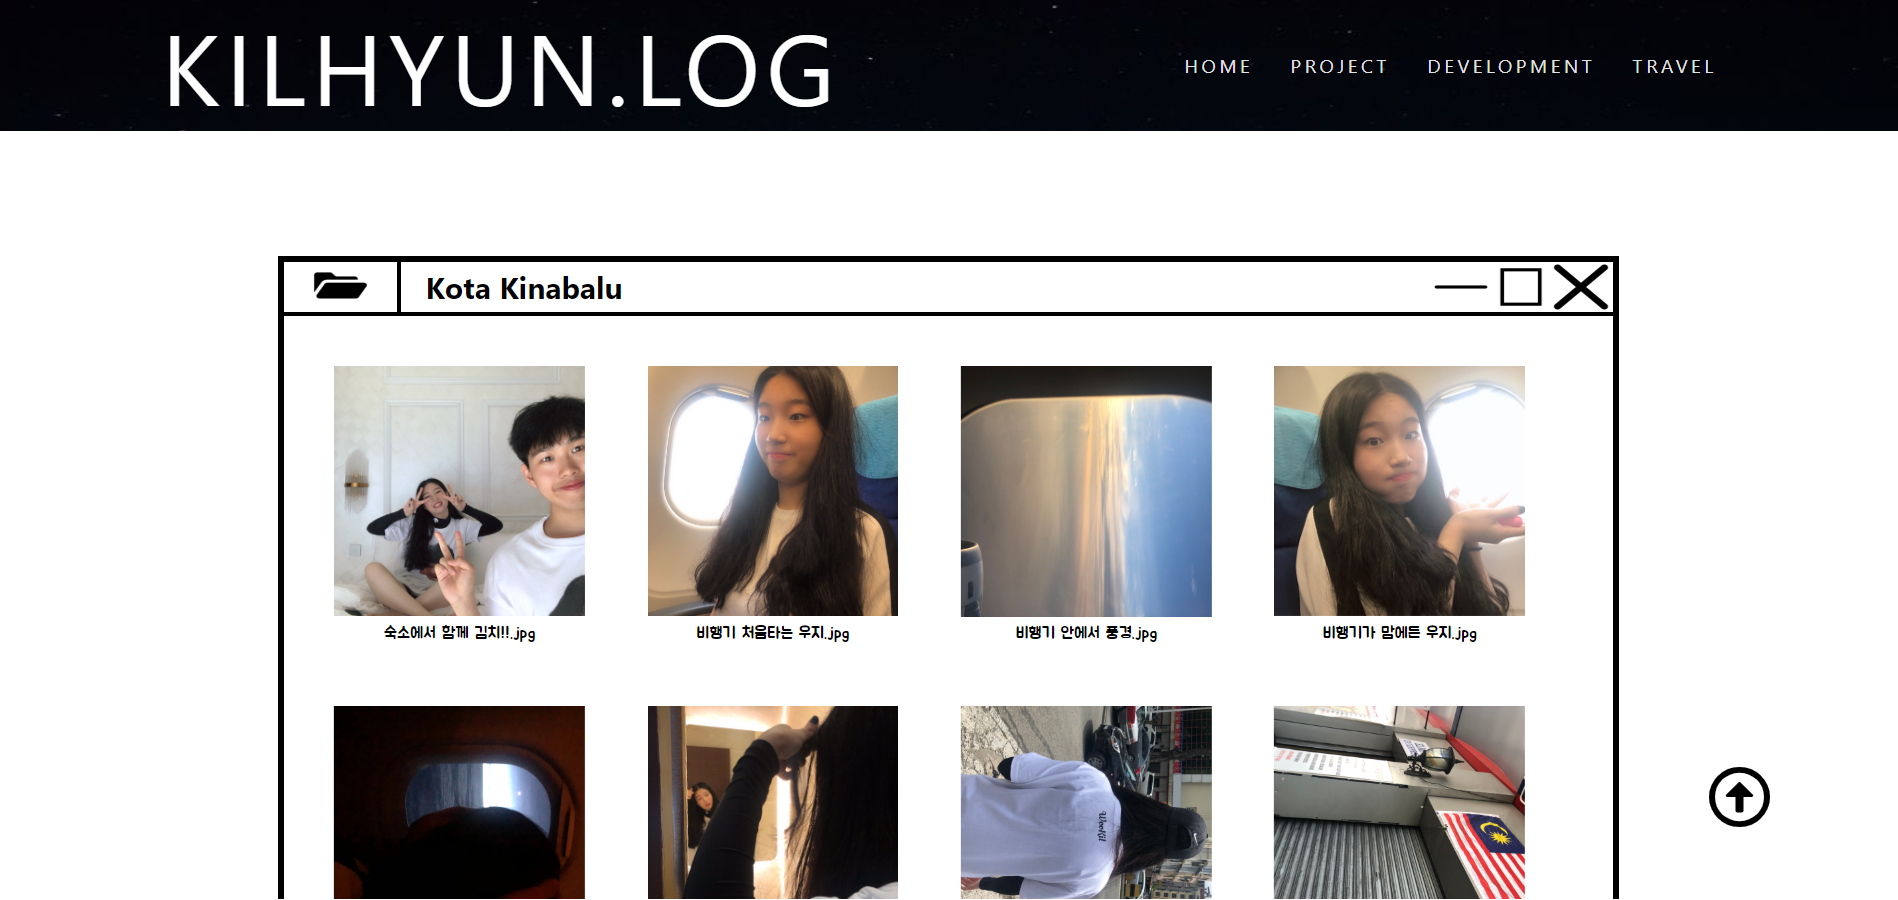 KILHYUN.LOG
HOME PROJECT DEVELOPMENT TRAVEL
Kota Kinabalu
숙소에서 함께 김치!!.jpg
비행기 처음타는 우지.jpg
비행기 안에서 풍경.jpg
비행기가 맘에든 우지.jpg